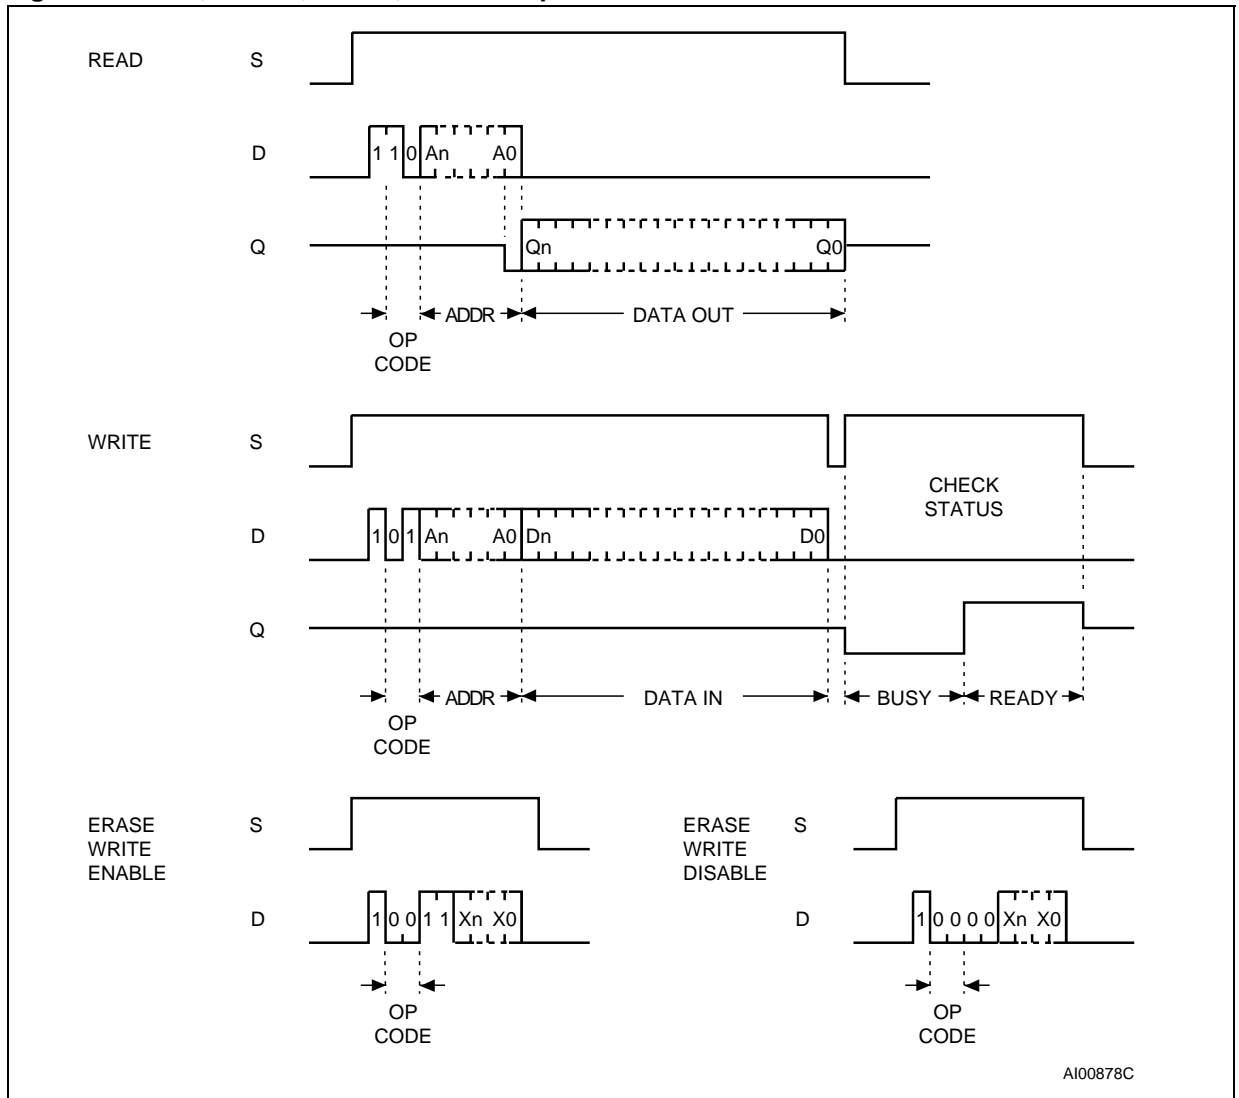 READ S
D 1 1 0 An A0
Q Qn Q0
ADDR DATA OUT
OP
CODE
WRITE S
CHECK
STATUS
D 1 0 1 An A0 Dn D0
Q
ADDR DATA IN BUSY READY
OP
CODE
ERASE
WRITE
ENABLE
S
D 1 0 0 1 1 Xn X0
OP
CODE
ERASE
WRITE
DISABLE
S
D 1 0 0 0 0 Xn X0
OP
CODE
AI00878C